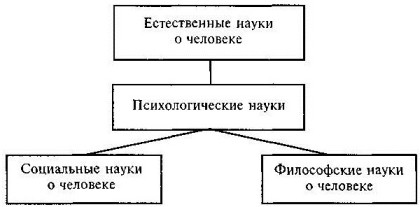 Естественные науки
о человеке
Психологические науки
Социальные науки
о человеке
Философские науки
о человеке